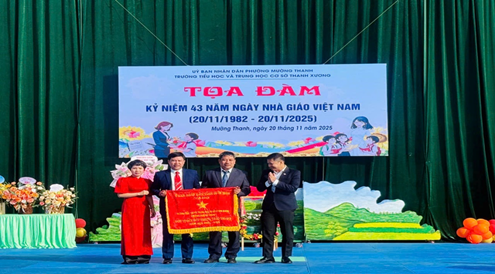 ỦY BAN NHÂN DÂN PHƯỜNG MƯỜNG THANH
TRƯỜNG TIỂU HỌC VÀ TRUNG HỌC CƠ SỞ THANH XƯƠNG
TỌA ĐÀM
KỶ NIỆM 43 NĂM NGÀY NHÀ GIÁO VIỆT NAM
(20/11/1982 - 20/11/2025)
Mường Thanh, ngày 20 tháng 11 năm 2025